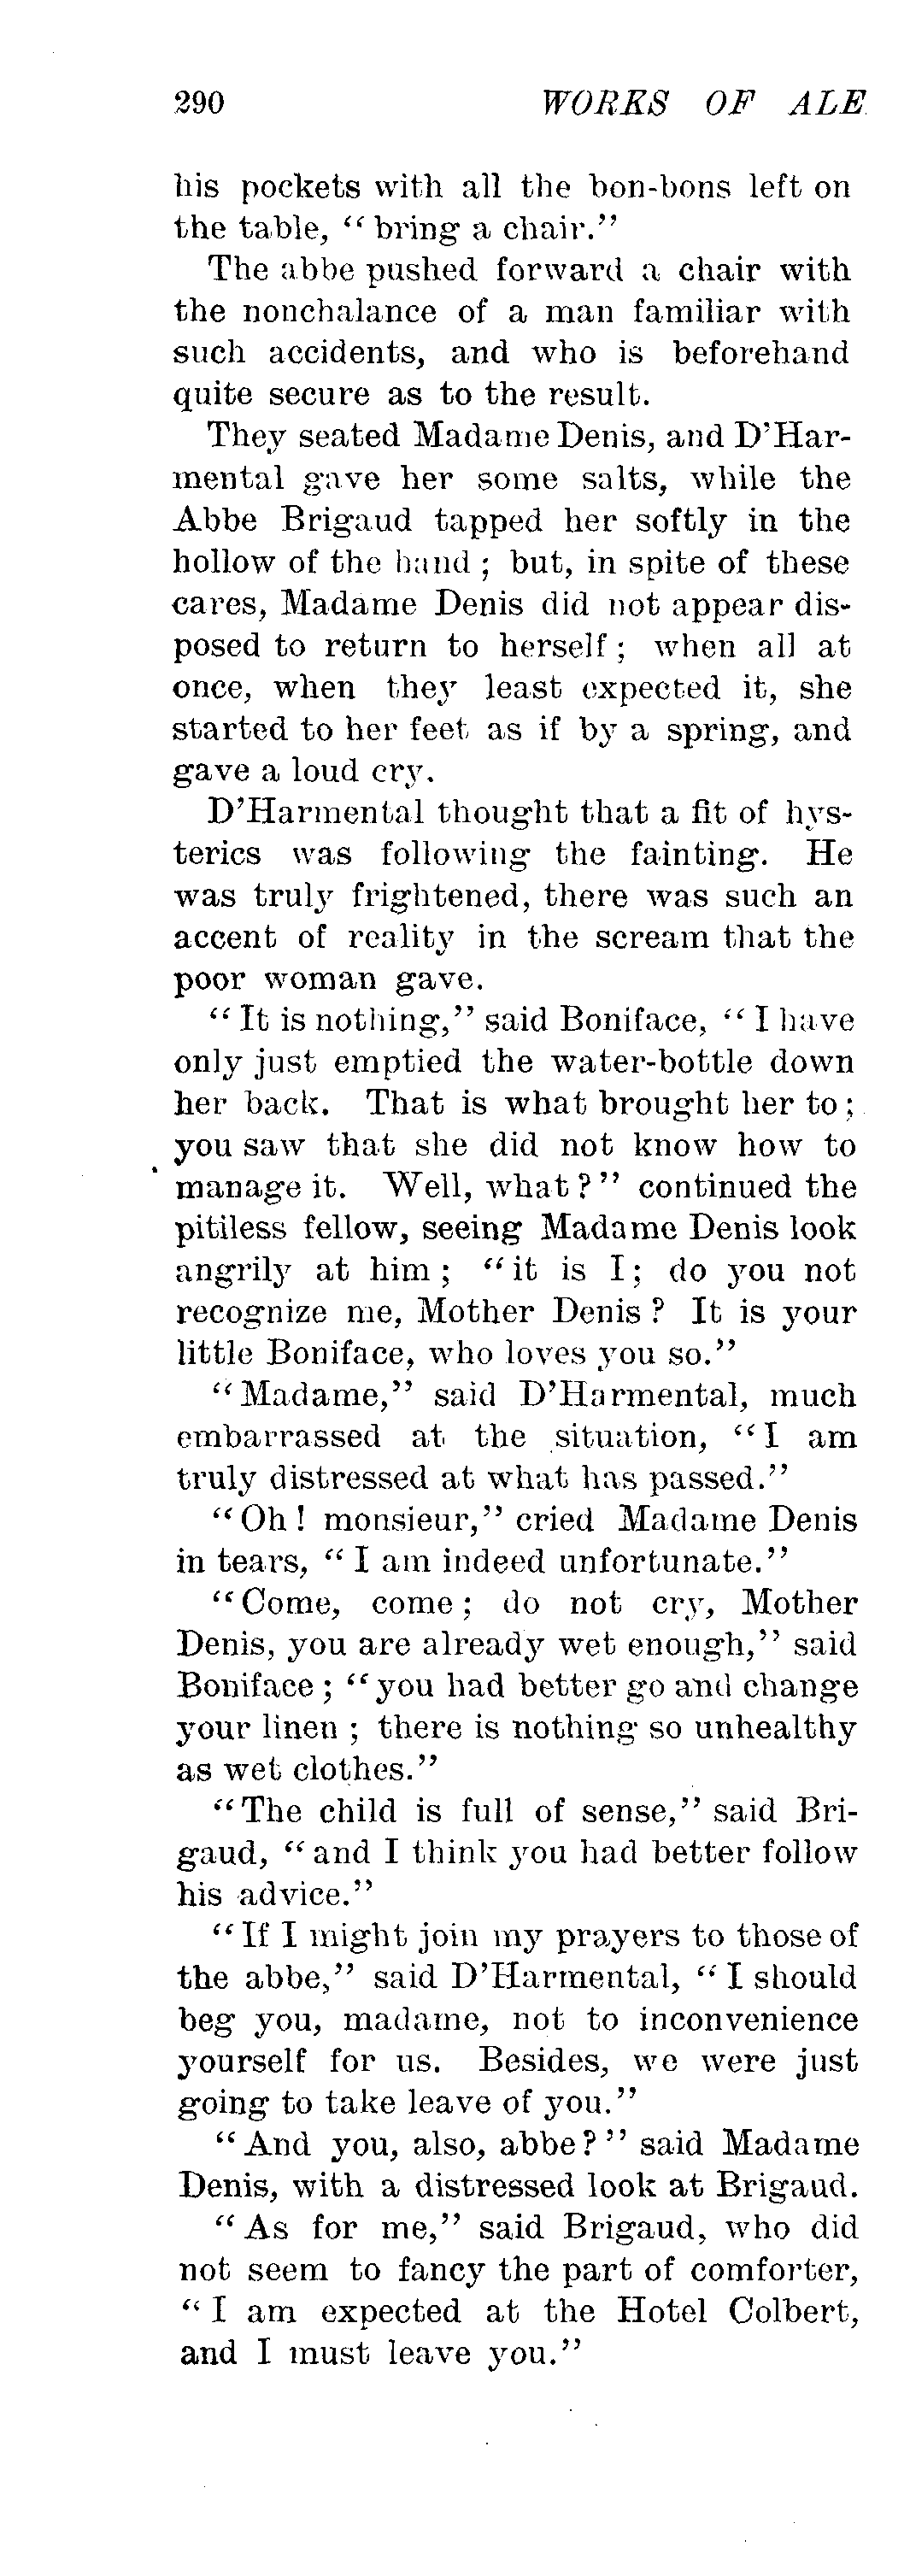 290 WORKS OF ALE
his pockets with all the bon-bons left on
the table, “bring a chair.”
The abbe pushed forward a chair with
the nonchalance of a man familiar with
such accidents, and who is beforehand
quite secure as to the result.
They seated Madame Denis, and D’Har-
mental gave her some salts, while the
Abbe Brigaud tapped her softly in the
hollow of the hand ; but, in spite of these
cares, Madame Denis did not appear dis-
posed to return to herself ; when all at
once, when they least expected it, she
started to her feet as if by a spring, and
gave a loud cry.
D’Harmental thought that a fit of hys-
terics was following the fainting. He
was truly frightened, there was such an
accent of reality in the scream that the
poor woman gave.
“It is nothing,” said Boniface, “I have
only just emptied the water-bottle down
her back. That is what brought her to ;
you saw that she did not know how to
manage it. Well, what ?” continued the
pitiless fellow, seeing Madame Denis look
angrily at him ; “it is I; do you not
recognize me, Mother Denis ? It is your
little Boniface, who loves you so.”
“Madame,” said D’Harmental, much
embarrassed at the situation, “I am
truly distressed at what has passed.”
“Oh ! monsieur,” cried Madame Denis
in tears, “I am indeed unfortunate.”
“Come, come ; do not cry, Mother
Denis, you are already wet enough,” said
Boniface ; “you had better go and change
your linen ; there is nothing so unhealthy
as wet clothes.”
“The child is full of sense,” said Bri-
gaud, “and I think you had better follow
his advice.”
“If I might join my prayers to those of
the abbe,” said D’Harmental, “I should
beg you, madame, not to inconvenience
yourself for us. Besides, we were just
going to take leave of you.”
“And you, also, abbe ?” said Madame
Denis, with a distressed look at Brigaud.
“As for me,” said Brigaud, who did
not seem to fancy the part of comforter,
“I am expected at the Hotel Colbert,
and I must leave you.”